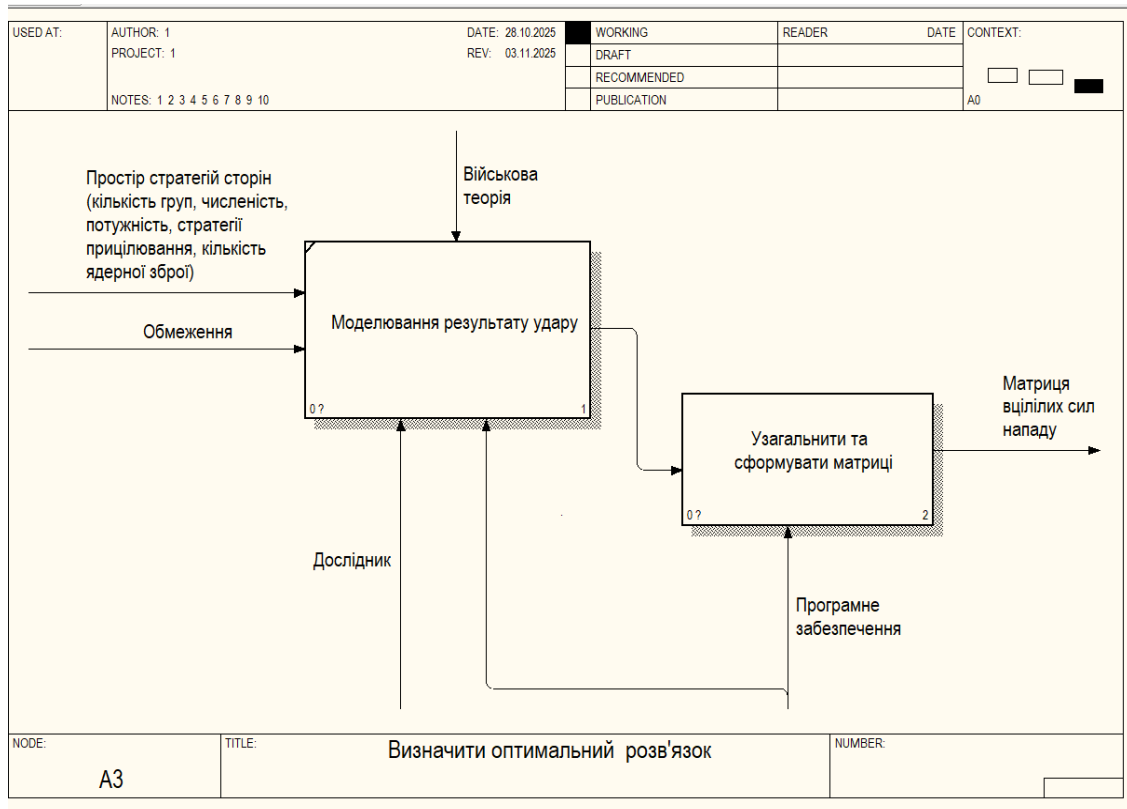 USED AT:
AUTHOR: 1
DATE: 28.10.2025
WORKING
READER
DATE
CONTEXT:
PROJECT: 1
REV: 03.11.2025
DRAFT
RECOMMENDED
NOTES: 1 2 3 4 5 6 7 8 9 10
PUBLICATION
A0
Простір стратегій сторін
(кількість груп, численість,
потужність, стратегії
прицілювання, кількість
ядерної зброї)
Військова
теорія
Обмеження
Моделювання результату удару
0 ?
1
Матриця
вцілілих сил
нападу
Узагальнити та
сформувати матриці
0 ?
2
Дослідник
Програмне
забезпечення
NODE:
A3
TITLE:
Визначити оптимальний розв'язок
NUMBER: